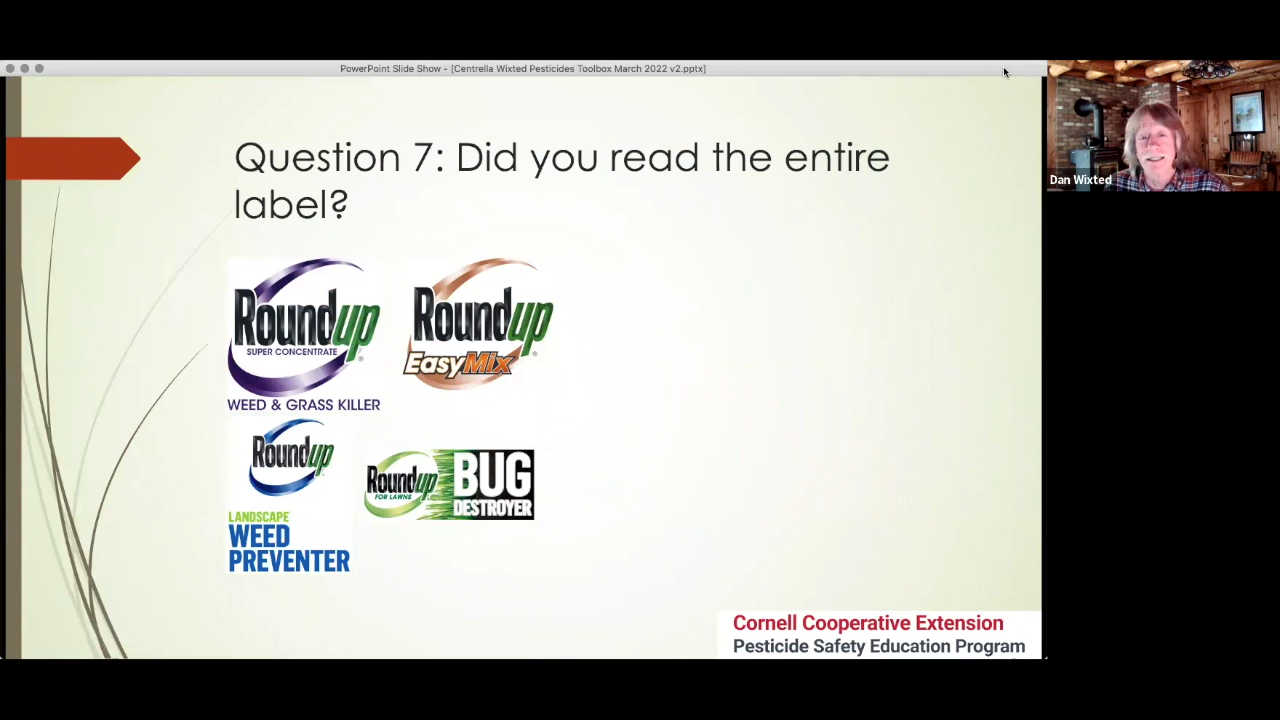 PowerPoint Slide Show - [Centrella Wixted Pesticides Toolbox March 2022 v2.pptx]
Question 7: Did you read the entire
label?
Roundup
SUPER CONCENTRATE
®
WEED & GRASS KILLER
Roundup
®
EasyMix
Roundup
®
LANDSCAPE
WEED
PREVENTER
Roundup
FOR LAWNS
BUG
DESTROYER
Dan Wixted
Cornell Cooperative Extension
Pesticide Safety Education Program